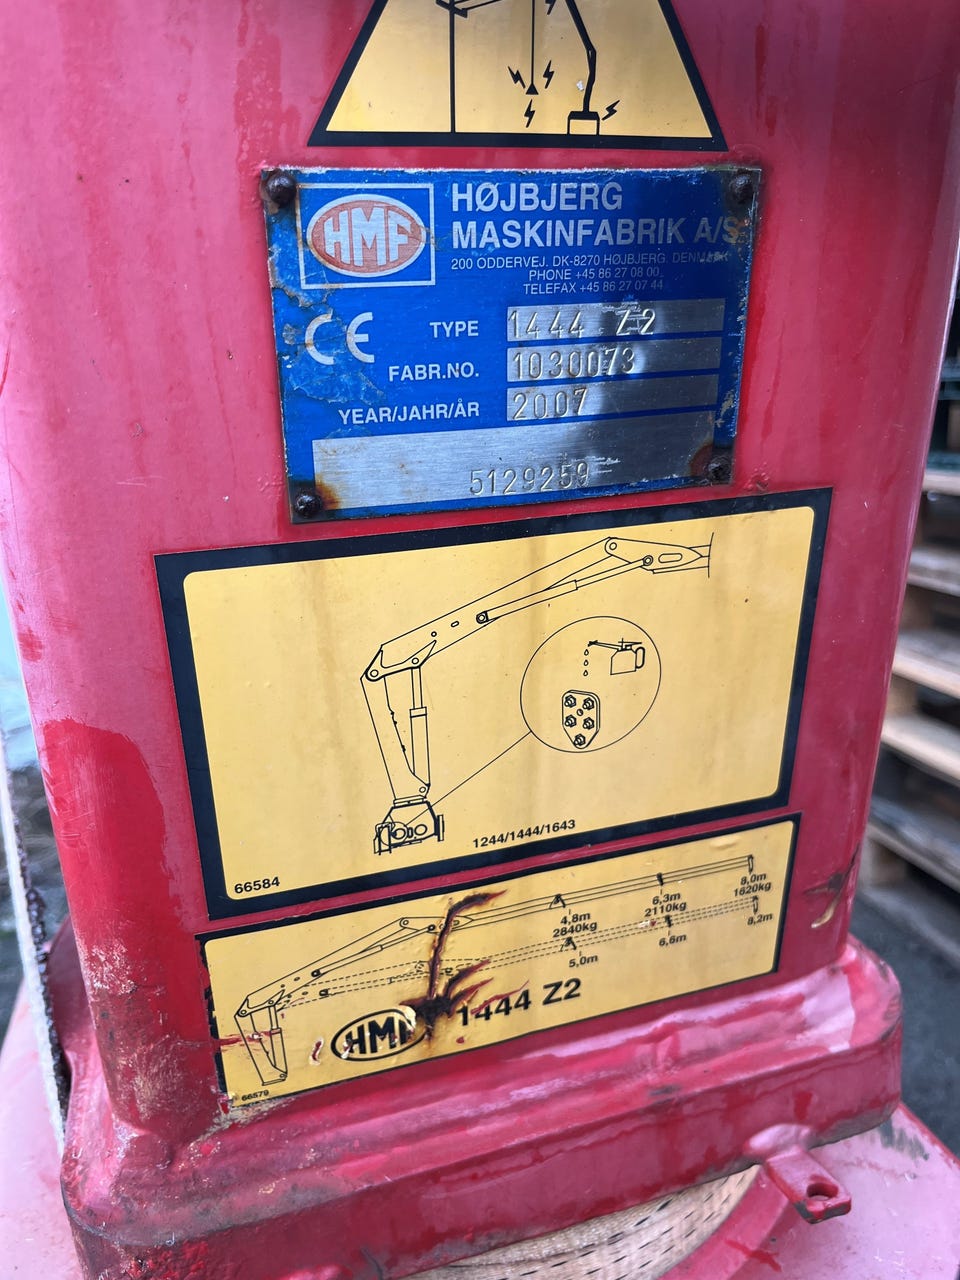 HMF
HØJBJERG
MASKINFABRIK A/S
200 ODDERVEJ. DK-8270 HØJBJERG. DENMARK
PHONE +45 86 27 08 00
TELEFAX +45 86 27 07 44
CE
TYPE 1444 Z2
FABR.NO. 1030073
YEAR/JAHR/ÅR 2007
5129259
1244/1444/1643
66584
8,0m
1620kg
6,3m
2110kg
4,8m
2840kg
8,2m
6,6m
5,0m
HMF 1444 Z2
66579